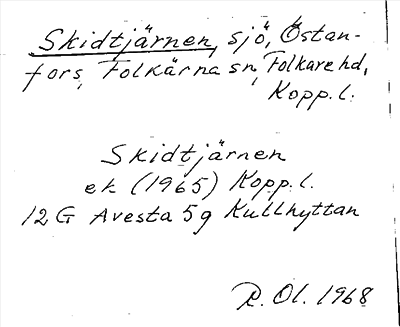 Skidtjärnen, sjö, Östan-
fors, Folkärna sn, Folkare hd,
Kopp. l.
Skidtjärnen
ek (1965) Kopp. l.
12 G Avesta 5 g Kullhyttan
R. Ol. 1968